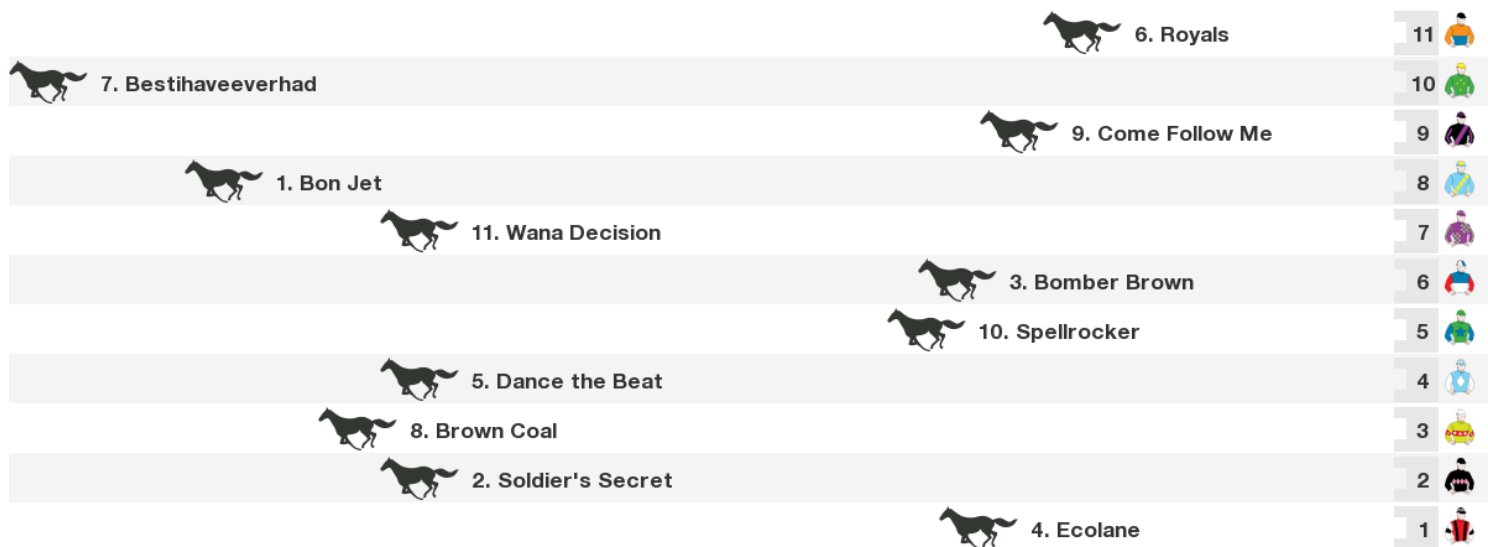 6. Royals 11
7. Bestihaveeverhad 10
9. Come Follow Me 9
1. Bon Jet 8
11. Wana Decision 7
3. Bomber Brown 6
10. Spellrocker 5
5. Dance the Beat 4
8. Brown Coal 3
2. Soldier's Secret 2
4. Ecolane 1